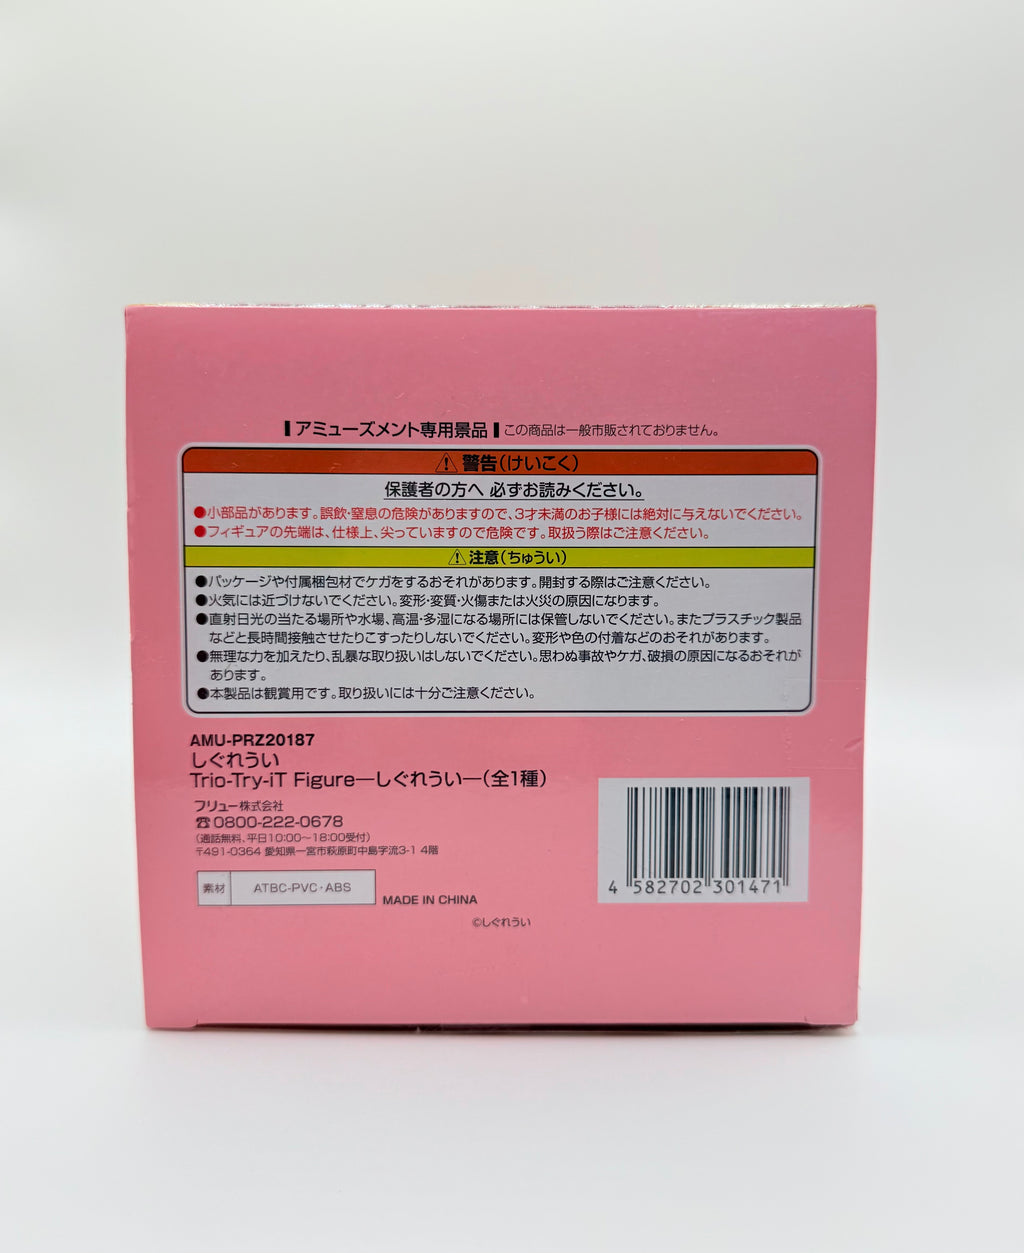 アミューズメント専用景品 この商品は一般市販されておりません。
⚠警告(けいこく)
保護者の方へ 必ずお読みください。
●小部品があります。誤飲・窒息の危険がありますので、3才未満のお子様には絶対に与えないでください。
●フィギュアの先端は、仕様上、尖っていますので危険です。取扱う際はご注意ください。
⚠注意(ちゅうい)
●パッケージや付属梱包材でケガをするおそれがあります。開封する際はご注意ください。
●火気には近づけないでください。変形・変質・火傷または火災の原因になります。
●直射日光の当たる場所や水場、高温・多湿になる場所には保管しないでください。またプラスチック製品
などと長時間接触させたりこすったりしないでください。変形や色の付着などのおそれがあります。
●無理な力を加えたり、乱暴な取り扱いはしないでください。思わぬ事故やケガ、破損の原因になるおそれが
あります。
●本製品は観賞用です。取り扱いには十分ご注意ください。
AMU-PRZ20187
しぐれうい
Trio-Try-iT Figure―しぐれうい―(全1種)
フリュー株式会社
☎0800-222-0678
(通話無料、平日10:00～18:00受付)
〒491-0364 愛知県一宮市萩原町中島字流3-1 4階
素材 ATBC-PVC・ABS
MADE IN CHINA
©しぐれうい
4 582702 301471